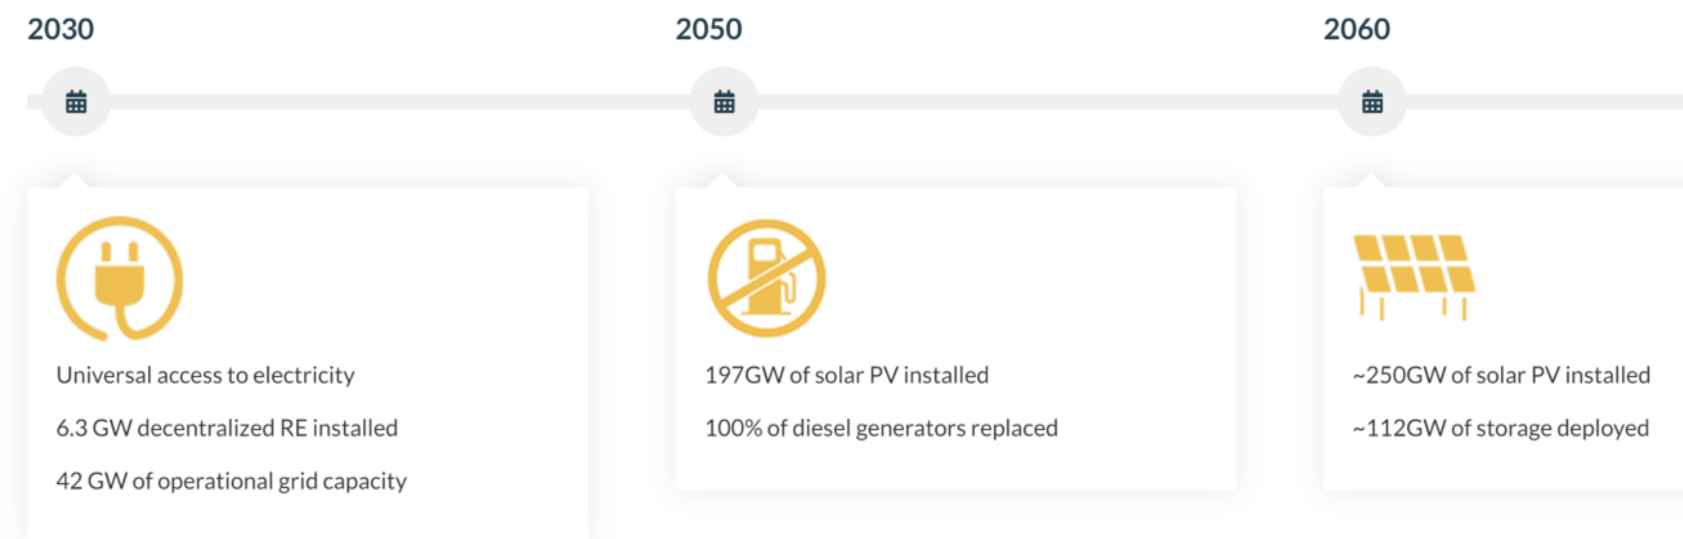 2030
2050
2060
Universal access to electricity
6.3 GW decentralized RE installed
42 GW of operational grid capacity
197GW of solar PV installed
100% of diesel generators replaced
~250GW of solar PV installed
~112GW of storage deployed